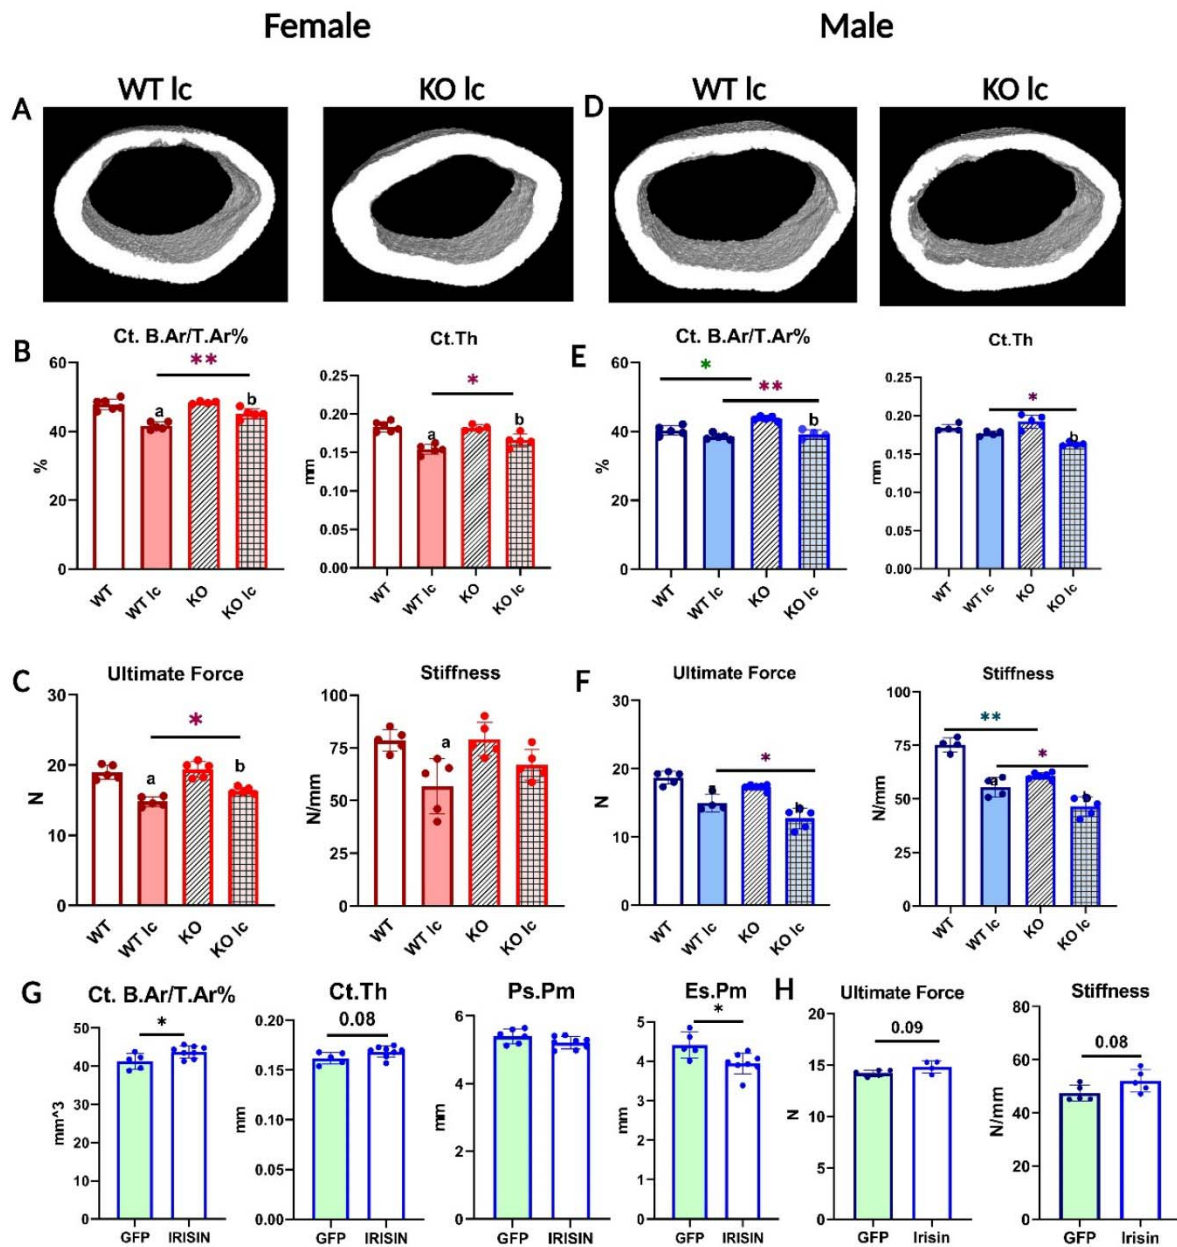 Female Male
WT lc KO lc WT lc KO lc
A D
B Ct. B.Ar/T.Ar% Ct.Th E Ct. B.Ar/T.Ar% Ct.Th
60 ** 0.25 * 60 * ** 0.25 *
a b 0.20 a b b 0.20 b
40 0.15 40 0.15
% mm % mm
20 0.10 20 0.10
0.05 0.05
0 0.00 0 0.00
WT WT lc KO KO lc WT WT lc KO KO lc WT WT lc KO KO lc WT WT lc KO KO lc
C Ultimate Force Stiffness F Ultimate Force Stiffness
30 * 100 30 * 100 ** *
20 a b 75 a 20 75
N N/mm 50 N N/mm 50
10 25 10 25
0 0 0 0
WT WT lc KO KO lc WT WT lc KO KO lc WT WT lc KO KO lc WT WT lc KO KO lc
G Ct. B.Ar/T.Ar% Ct.Th Ps.Pm Es.Pm H Ultimate Force Stiffness
50 * 0.20 0.08 6 5 * 20 0.09 80 0.08
40 0.15 4 4 15 60
30 mm^3 mm 0.10 mm mm 3 N 10 N/mm 40
20 0.05 2 2 5 20
10 1
0 0.00 0 0 0 0
GFP IRISIN GFP IRISIN GFP IRISIN GFP IRISIN GFP Irisin GFP Irisin